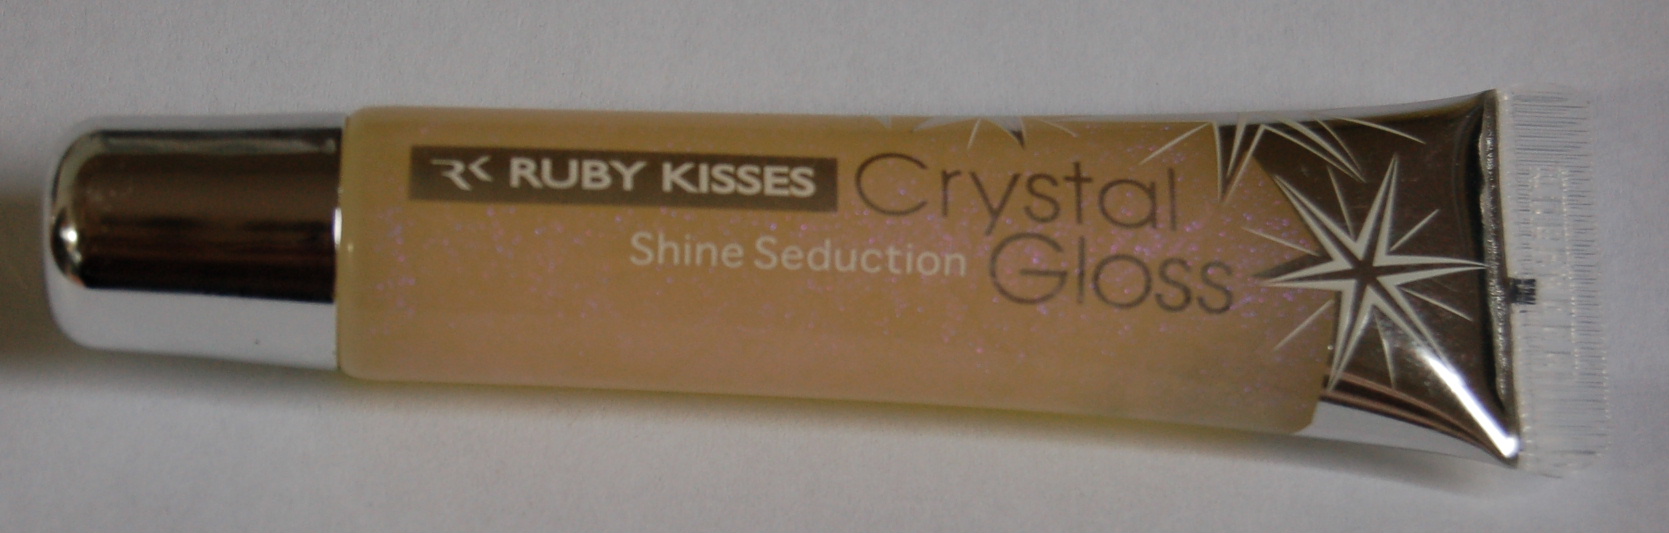 RK RUBY KISSES
Crystal
Gloss
Shine Seduction